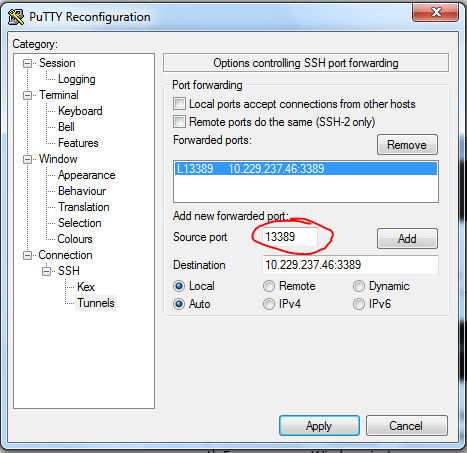 PuTTY Reconfiguration
Category:
Session
Logging
Terminal
Keyboard
Bell
Features
Window
Appearance
Behaviour
Translation
Selection
Colours
Connection
SSH
Kex
Tunnels
Options controlling SSH port forwarding
Port forwarding
Local ports accept connections from other hosts
Remote ports do the same (SSH-2 only)
Forwarded ports:
Remove
L13389 10.229.237.46:3389
Add new forwarded port:
Source port 13389 Add
Destination 10.229.237.46:3389
Local Remote Dynamic
Auto IPv4 IPv6
Apply Cancel